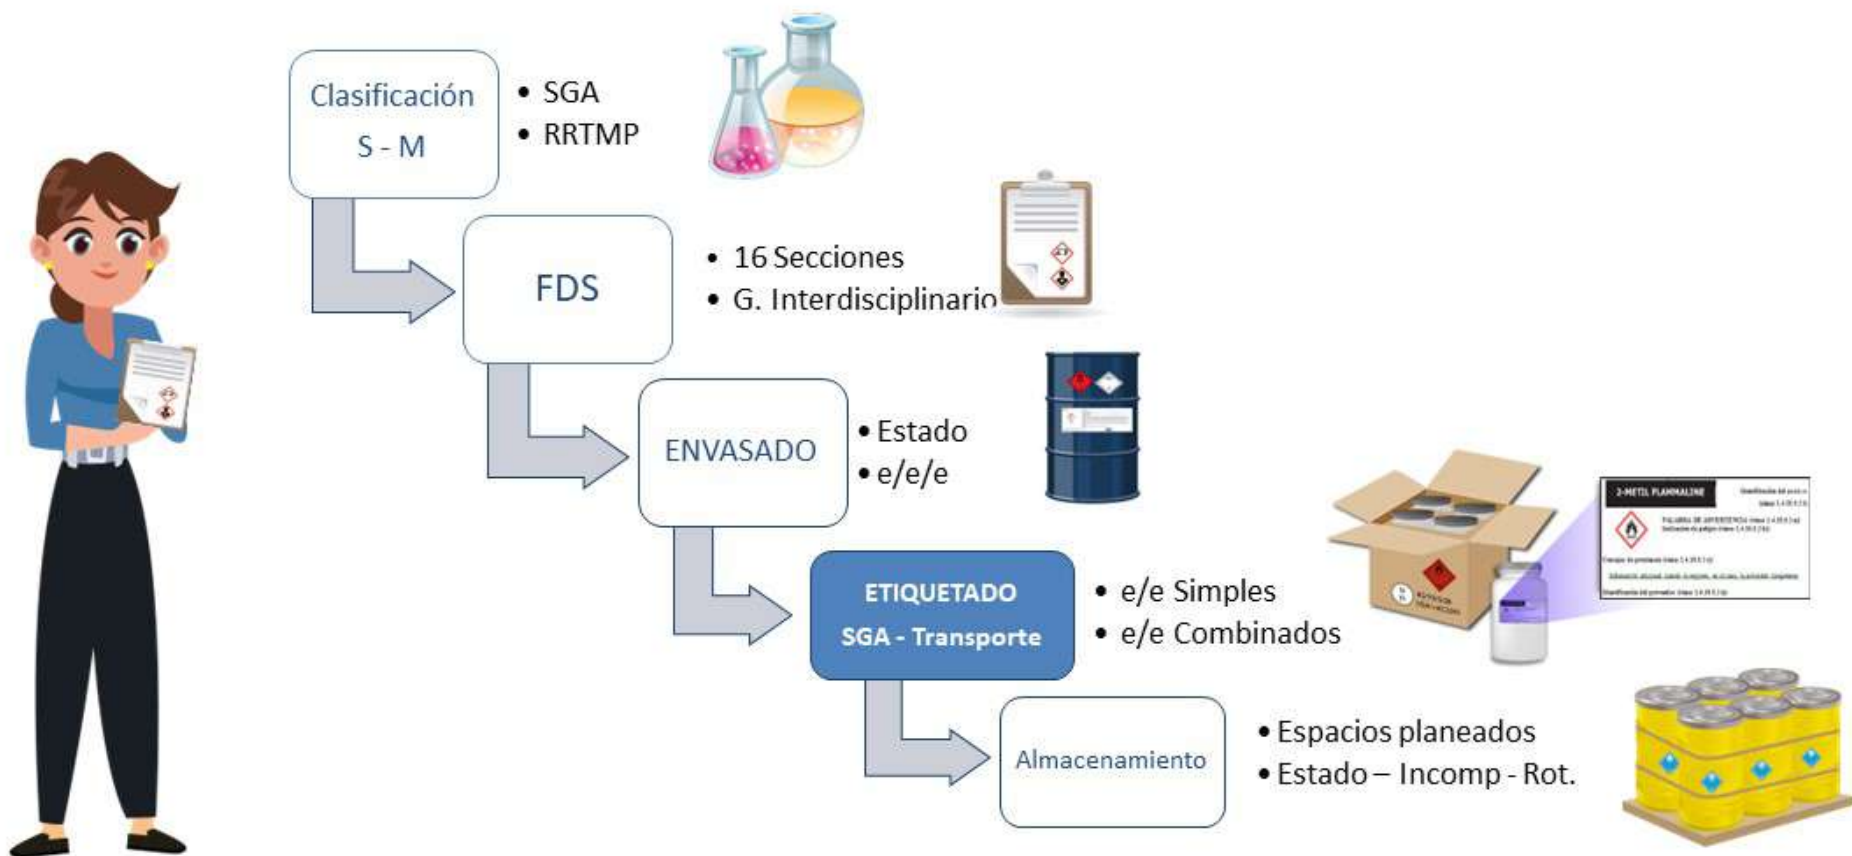 Clasificación
S - M
• SGA
• RRTMP
FDS
• 16 Secciones
• G. Interdisciplinario
ENVASADO
• Estado
• e/e/e
ETIQUETADO
SGA - Transporte
• e/e Simples
• e/e Combinados
2-METIL FLAMMALINE
Almacenamiento
• Espacios planeados
• Estado – Incomp - Rot.